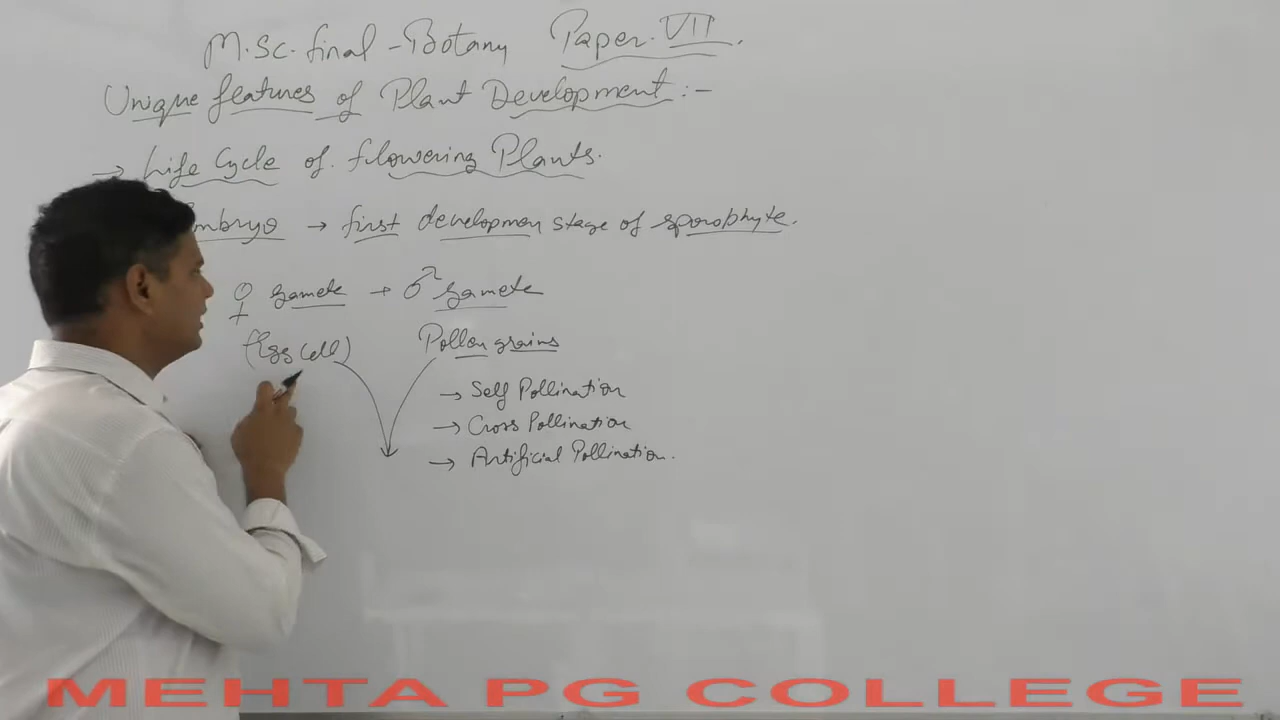 M.Sc. final - Botany Paper. VII.
Unique features of Plant Development :-
→ Life Cycle of. flowering Plants.
Embryo → first developmen stage of sporophyte.
♀ gamete → ♂ gamete
(Egg cell) Pollen grains
→ Self Pollination
→ Cross Pollination
→ Artificial Pollination.
MEHTA PG COLLEGE